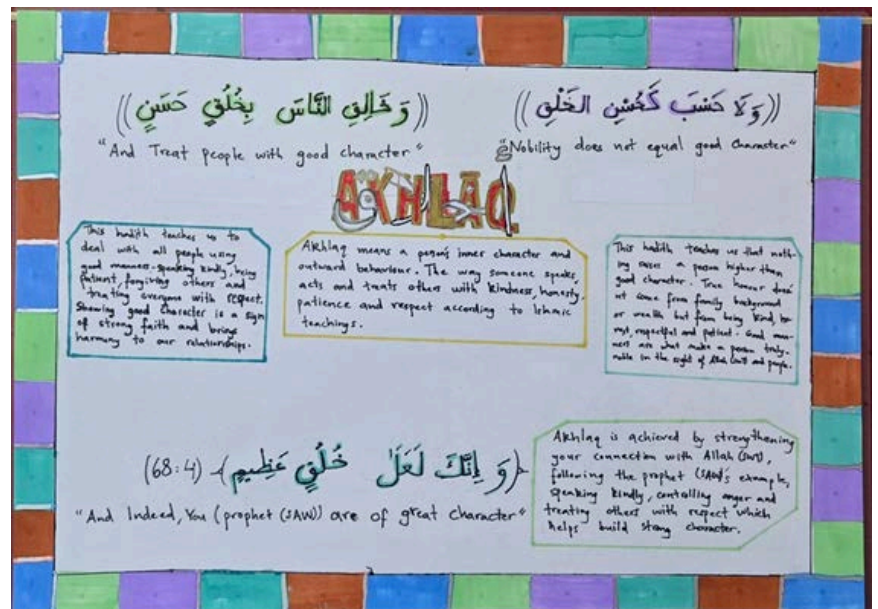 ((وَلَا حَسَبَ كَحُسْنِ الخَلْقِ))
"Nobility does not equal good character"
((وَ خَالِقِ النَّاسَ بِخُلُقٍ حَسَنٍ))
"And Treat people with good character"
AKHLAQ
This hadith teaches us to
deal with all people using
good manners-speaking kindly, being
patient, forgiving others and
treating everyone with respect.
Showing good character is a sign
of strong faith and brings
harmony to our relationships.
Akhlaq means a person's inner character and
outward behaviour. The way someone speaks,
acts and treats others with kindness, honesty,
patience and respect according to Islamic
teachings.
This hadith teaches us that noth-
ing raises a person higher than
good character. True honour does
not come from family background
or wealth but from being kind, ho-
nest, respectful and patient. Good man-
ners are what make a person truly
noble in the sight of Allah (SWT) and people.
﴿وَ إِنَّكَ لَعَلَىٰ خُلُقٍ عَظِيمٍ﴾ (68:4)
"And Indeed, You (prophet (SAW)) are of great character"
Akhlaq is achieved by strengthening
your connection with Allah (SWT),
following the prophet (SAW)'s example,
speaking kindly, controlling anger and
treating others with respect which
helps build strong character.